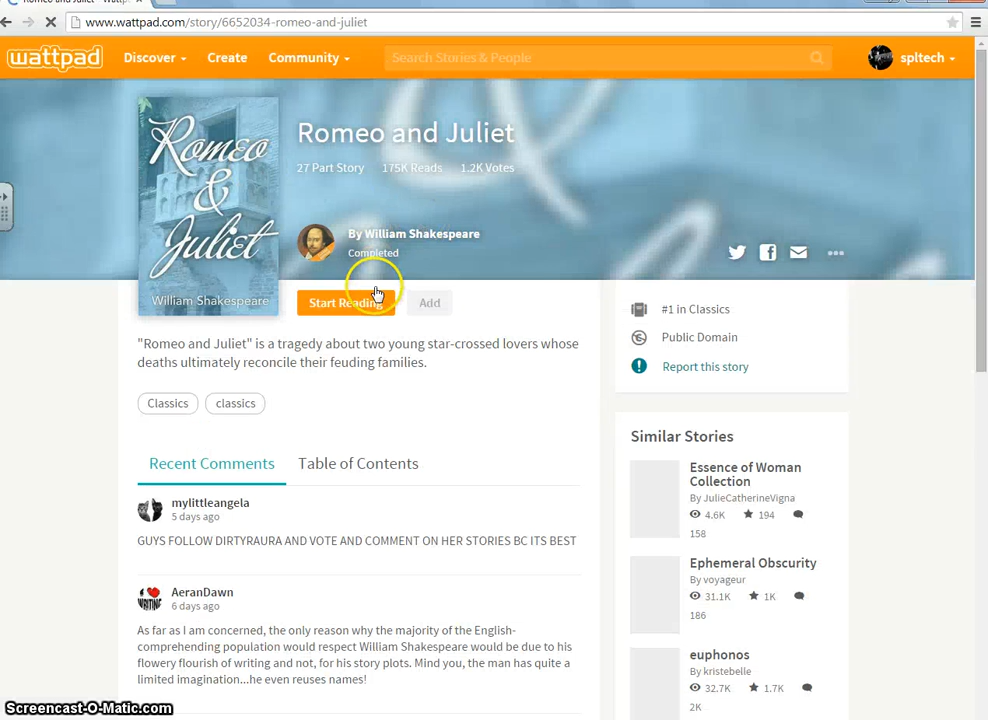 Romeo and Juliet - Wattp
www.wattpad.com/story/6652034-romeo-and-juliet
wattpad
Discover
Create
Community
Search Stories & People
spltech
Romeo
&
Juliet
William Shakespeare
Romeo and Juliet
27 Part Story 175K Reads 1.2K Votes
By William Shakespeare
Completed
Start Reading
Add
"Romeo and Juliet" is a tragedy about two young star-crossed lovers whose
deaths ultimately reconcile their feuding families.
Classics
classics
#1 in Classics
Public Domain
Report this story
Recent Comments
Table of Contents
mylittleangela
5 days ago
GUYS FOLLOW DIRTYRAURA AND VOTE AND COMMENT ON HER STORIES BC ITS BEST
AeranDawn
6 days ago
WRITING
As far as I am concerned, the only reason why the majority of the English-
comprehending population would respect William Shakespeare would be due to his
flowery flourish of writing and not, for his story plots. Mind you, the man has quite a
limited imagination...he even reuses names!
Similar Stories
Essence of Woman
Collection
By JulieCatherineVigna
4.6K 194
158
Ephemeral Obscurity
By voyageur
31.1K 1K
186
euphonos
By kristebelle
32.7K 1.7K
2K
Screencast-O-Matic.com